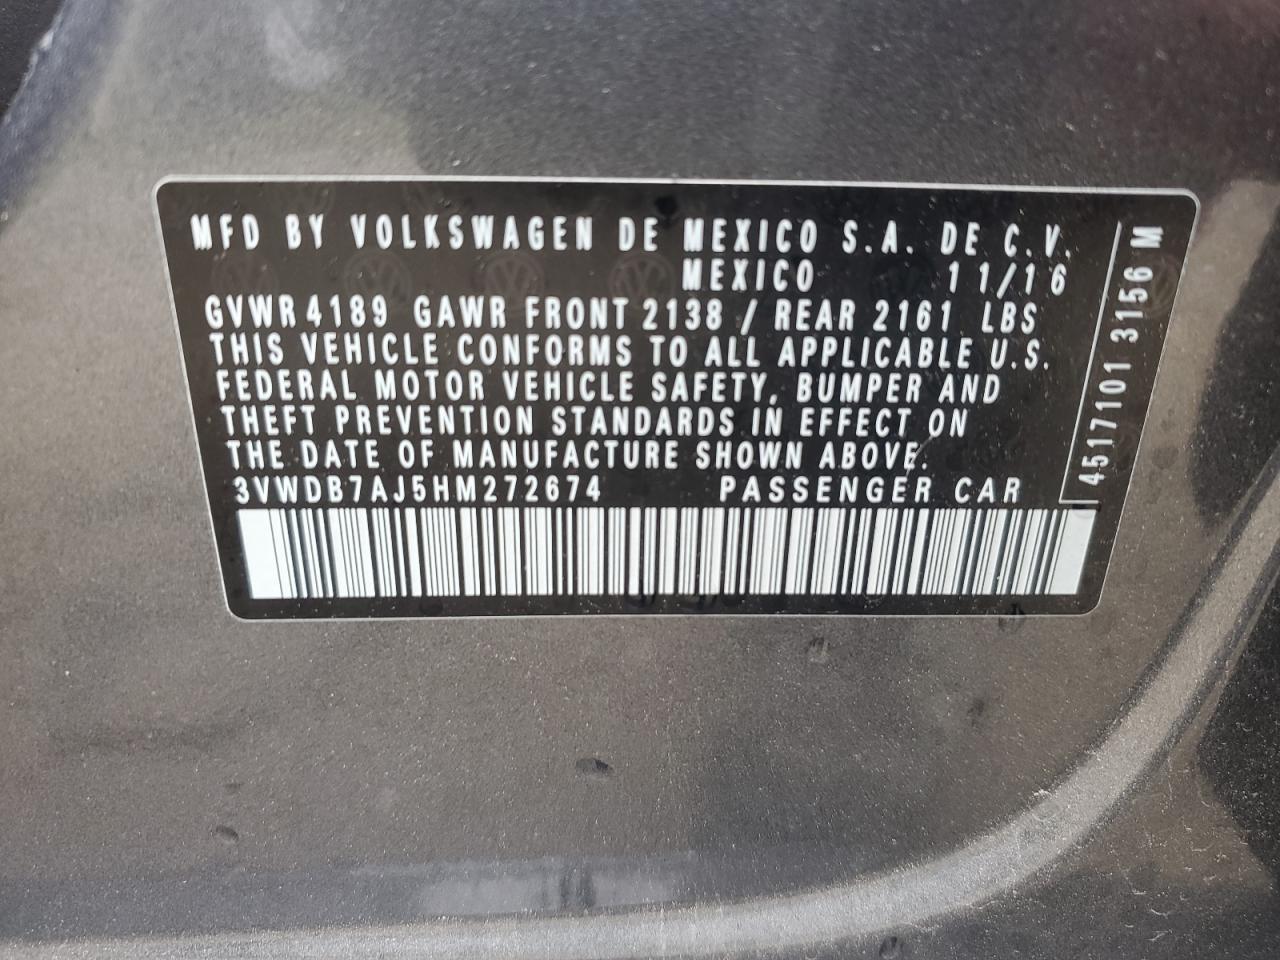 MFD BY VOLKSWAGEN DE MEXICO S.A. DE C.V.
MEXICO 11/16
GVWR 4189 GAWR FRONT 2138 / REAR 2161 LBS
THIS VEHICLE CONFORMS TO ALL APPLICABLE U.S.
FEDERAL MOTOR VEHICLE SAFETY, BUMPER AND
THEFT PREVENTION STANDARDS IN EFFECT ON
THE DATE OF MANUFACTURE SHOWN ABOVE.
3VWDB7AJ5HM272674 PASSENGER CAR
4517101 3156 M